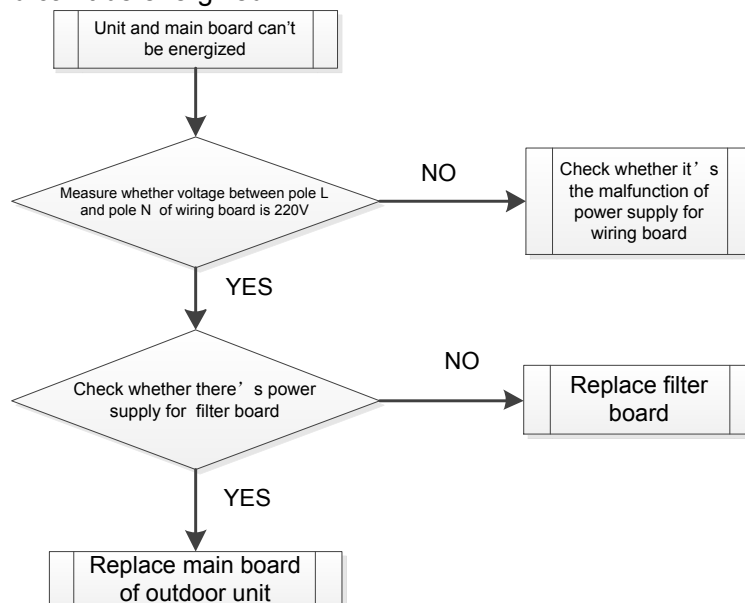 Unit and main board can't
be energized
Measure whether voltage between pole L
and pole N of wiring board is 220V
NO
Check whether it's
the malfunction of
power supply for
wiring board
YES
Check whether there's power
supply for filter board
NO
Replace filter
board
YES
Replace main board
of outdoor unit